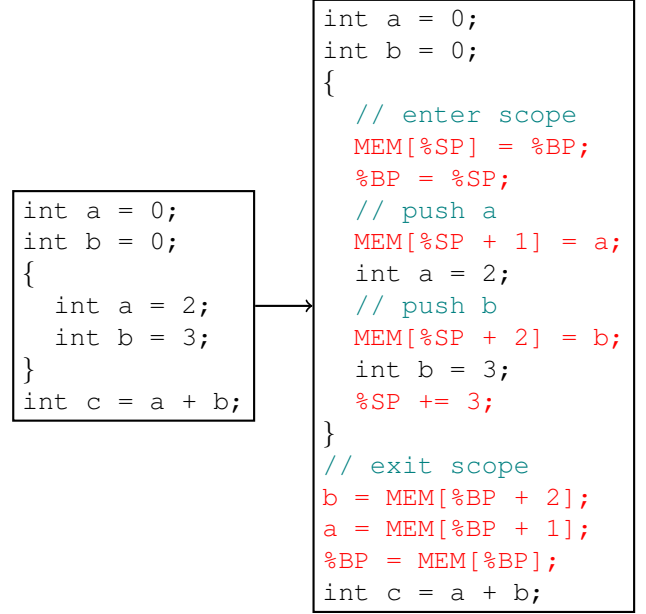 int a = 0;
int b = 0;
{
  int a = 2;
  int b = 3;
}
int c = a + b;
int a = 0;
int b = 0;
{
  // enter scope
  MEM[%SP] = %BP;
  %BP = %SP;
  // push a
  MEM[%SP + 1] = a;
  int a = 2;
  // push b
  MEM[%SP + 2] = b;
  int b = 3;
  %SP += 3;
}
// exit scope
b = MEM[%BP + 2];
a = MEM[%BP + 1];
%BP = MEM[%BP];
int c = a + b;